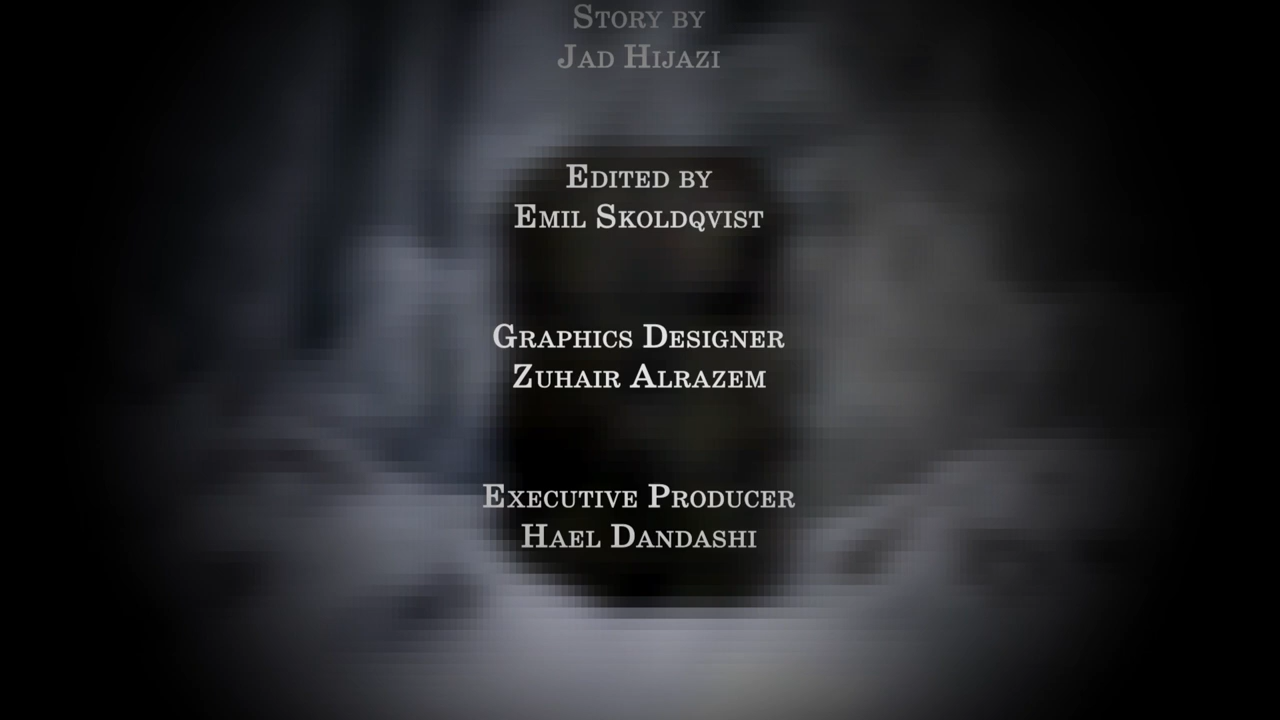 Story by
Jad Hijazi
Edited by
Emil Skoldqvist
Graphics Designer
Zuhair Alrazem
Executive Producer
Hael Dandashi